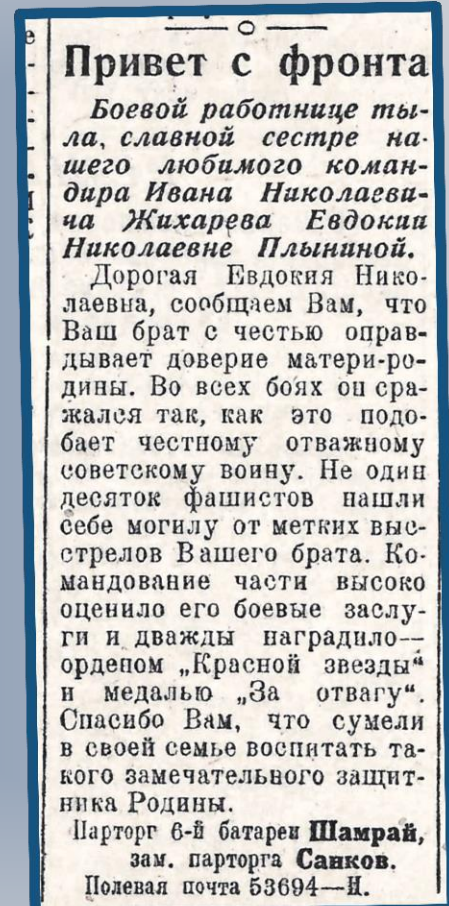 Привет с фронта
Боевой работнице ты-
ла, славной сестре на-
шего любимого коман-
дира Ивана Николаеви-
ча Жихарева Евдокии
Николаевне Плыниной.
Дорогая Евдокия Нико-
лаевна, сообщаем Вам, что
Ваш брат с честью оправ-
дывает доверие матери-ро-
дины. Во всех боях он сра-
жался так, как это подо-
бает честному отважному
советскому воину. Не один
десяток фашистов нашли
себе могилу от метких выс-
стрелов Вашего брата. Ко-
мандование части высоко
оценило его боевые заслу-
ги и дважды наградило—
орденом „Красной звезды“
и медалью „За отвагу“.
Спасибо Вам, что сумели
в своей семье воспитать та-
кого замечательного защит-
ника Родины.
Парторг 6-й батареи Шамрай,
зам. парторга Санков.
Полевая почта 53694—И.